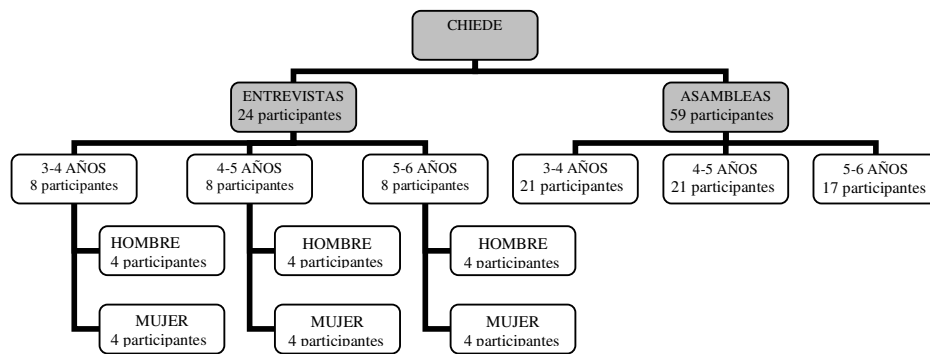 CHIEDE
ENTREVISTAS
24 participantes
ASAMBLEAS
59 participantes
3-4 AÑOS
8 participantes
4-5 AÑOS
8 participantes
5-6 AÑOS
8 participantes
3-4 AÑOS
21 participantes
4-5 AÑOS
21 participantes
5-6 AÑOS
17 participantes
HOMBRE
4 participantes
HOMBRE
4 participantes
HOMBRE
4 participantes
MUJER
4 participantes
MUJER
4 participantes
MUJER
4 participantes